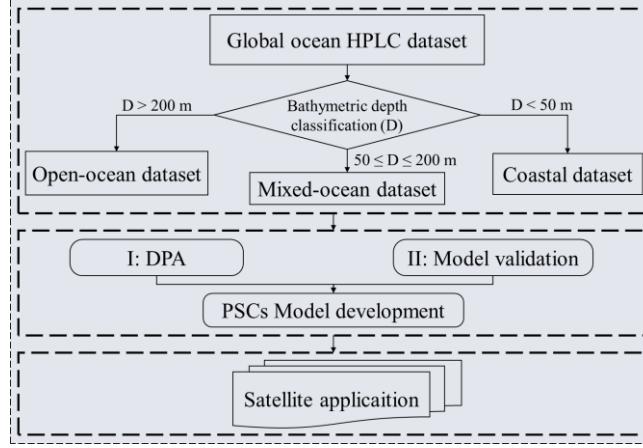 Global ocean HPLC dataset
Bathymetric depth
classification (D)
D > 200 m
D < 50 m
50 ≤ D ≤ 200 m
Open-ocean dataset
Mixed-ocean dataset
Coastal dataset
I: DPA
II: Model validation
PSCs Model development
Satellite applicaition